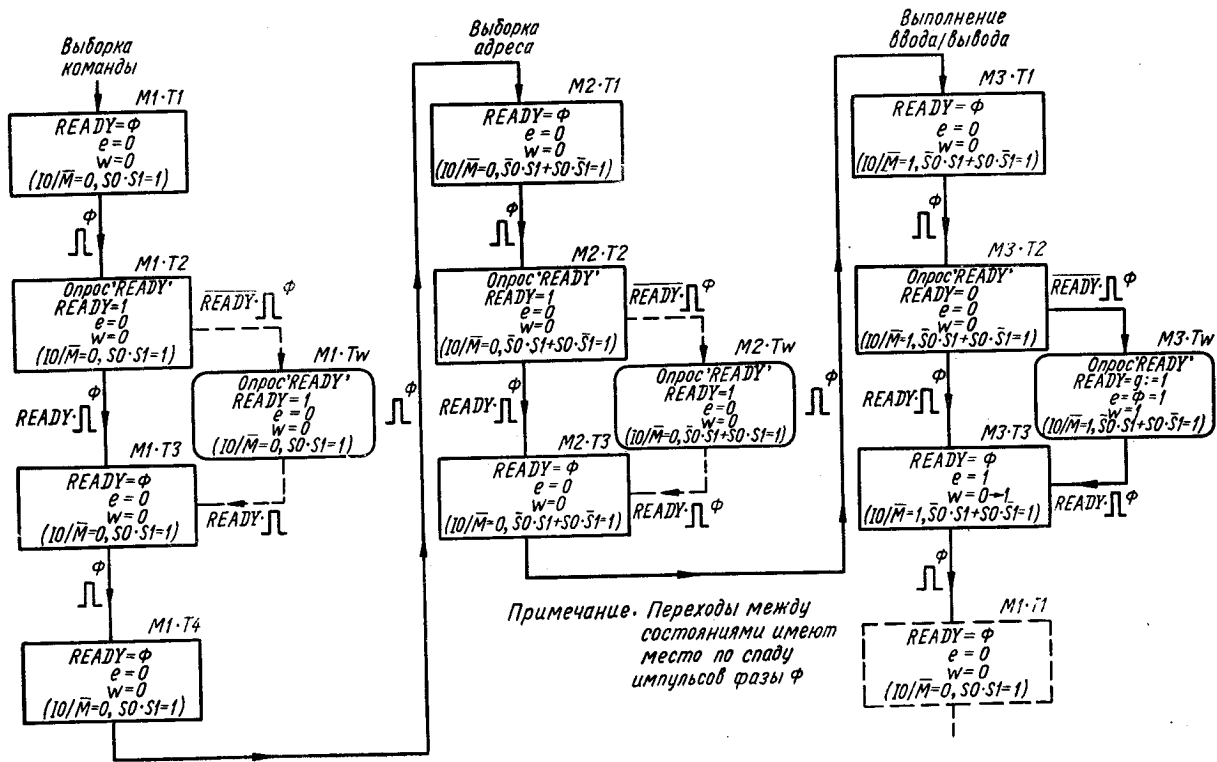 Выборка
команды
M1·T1
READY=Φ
e=0
w=0
(IO/M̅=0, S0·S1=1)
Φ
M1·T2
Опрос'READY'
READY=1
e=0
w=0
(IO/M̅=0, S0·S1=1)
R̅E̅A̅D̅Y̅· Φ
M1·Tw
Опрос'READY'
READY=1
e=0
w=0
(IO/M̅=0, S0·S1=1)
READY· Φ
M1·T3
READY=Φ
e=0
w=0
(IO/M̅=0, S0·S1=1)
READY·
Φ
M1·T4
READY=Φ
e=0
w=0
(IO/M̅=0, S0·S1=1)
Φ
Выборка
адреса
M2·T1
READY=Φ
e=0
w=0
(IO/M̅=0, S̅0·S1+S0·S̅1=1)
Φ
M2·T2
Опрос'READY'
READY=1
e=0
w=0
(IO/M̅=0, S̅0·S1+S0·S̅1=1)
R̅E̅A̅D̅Y̅· Φ
M2·Tw
Опрос'READY'
READY=1
e=0
w=0
(IO/M̅=0, S̅0·S1+S0·S̅1=1)
READY· Φ
M2·T3
READY=Φ
e=0
w=0
(IO/M̅=0, S̅0·S1+S0·S̅1=1)
READY· Φ
Φ
Выполнение
ввода/вывода
M3·T1
READY=Φ
e=0
w=0
(IO/M̅=1, S̅0·S1+S0·S̅1=1)
Φ
M3·T2
Опрос'READY'
READY=0
e=0
w=0
(IO/M̅=1, S̅0·S1+S0·S̅1=1)
R̅E̅A̅D̅Y̅· Φ
M3·Tw
Опрос'READY'
READY=g:=1
e=Φ=1
w=1
(IO/M̅=1, S̅0·S1+S0·S̅1=1)
READY· Φ
M3·T3
READY=Φ
e=1
w=0→1
(IO/M̅=1, S̅0·S1+S0·S̅1=1)
READY· Φ
Φ
M1·T1
READY=Φ
e=0
w=0
(IO/M̅=0, S0·S1=1)
Примечание. Переходы между
состояниями имеют
место по спаду
импульсов фазы Φ